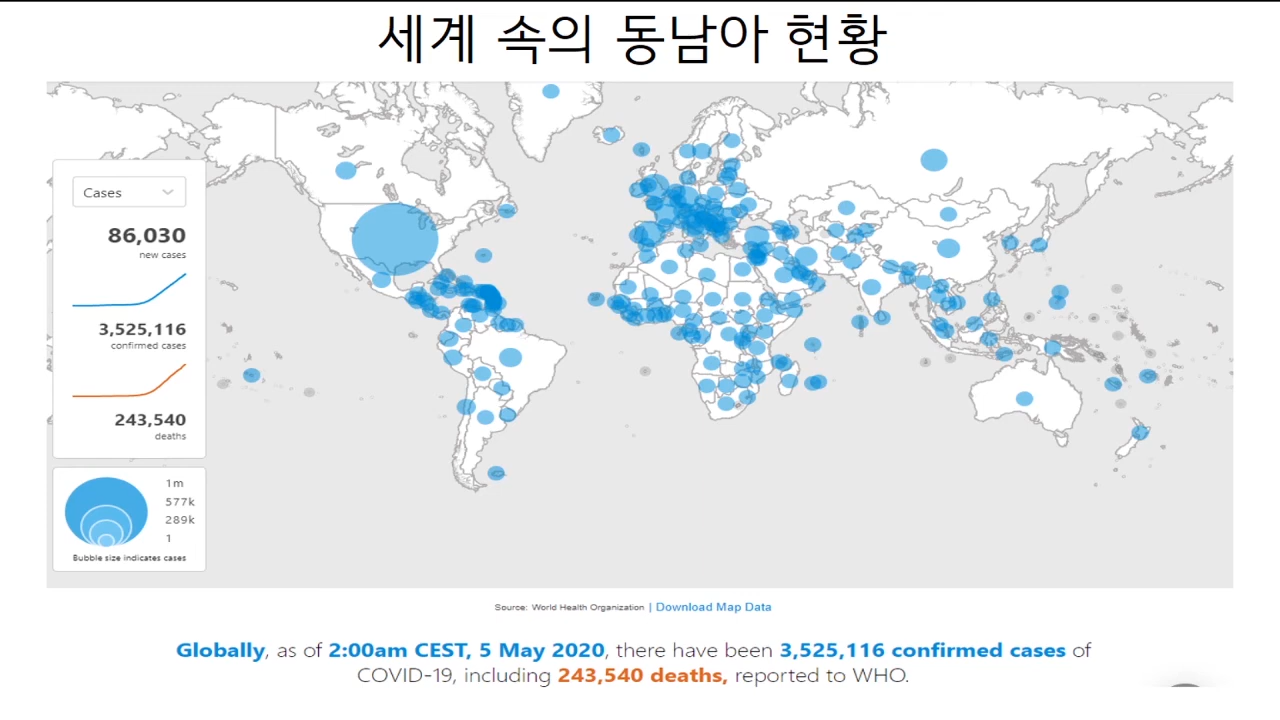 세계 속의 동남아 현황
Cases
86,030
new cases
3,525,116
confirmed cases
243,540
deaths
1m
577k
289k
1
Bubble size indicates cases
Source: World Health Organization | Download Map Data
Globally, as of 2:00am CEST, 5 May 2020, there have been 3,525,116 confirmed cases of
COVID-19, including 243,540 deaths, reported to WHO.